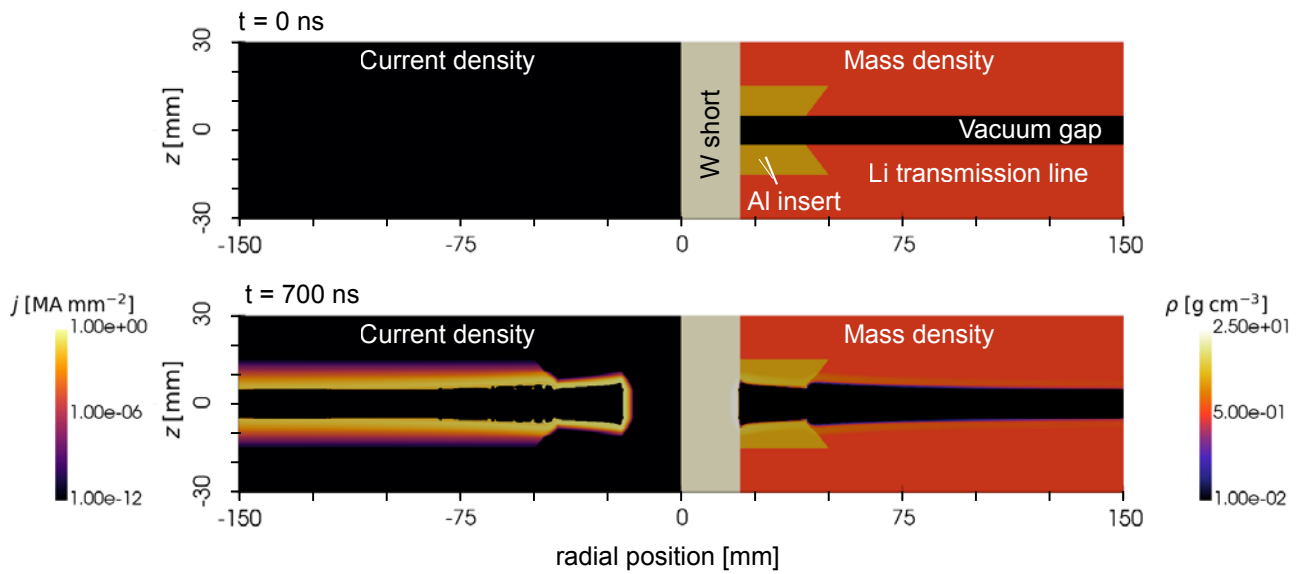 t = 0 ns
30
Current density
Mass density
z [mm]
0
W short
Vacuum gap
Li transmission line
Al insert
-30
-150
-75
0
75
150
t = 700 ns
j [MA mm⁻²]
ρ [g cm⁻³]
1.00e+00
30
Current density
Mass density
2.50e+01
1.00e-06
z [mm]
0
5.00e-01
1.00e-12
-30
1.00e-02
-150
-75
0
75
150
radial position [mm]